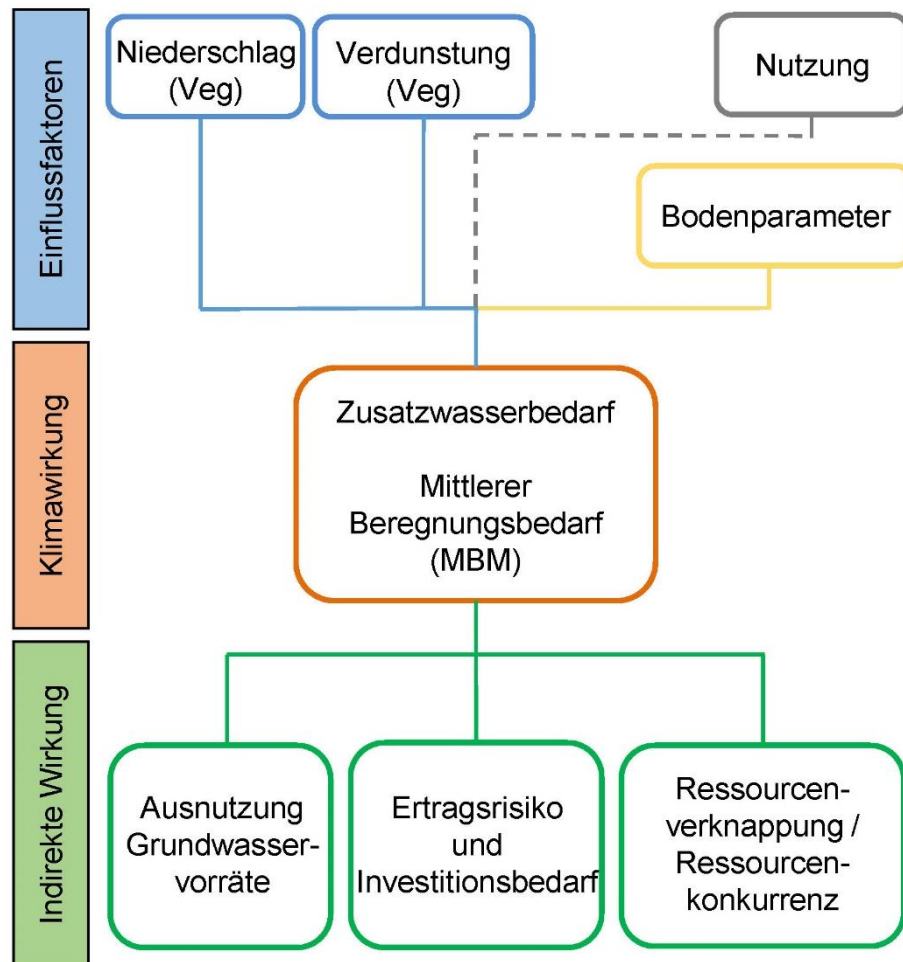 Einflussfaktoren
Niederschlag
(Veg)
Verdunstung
(Veg)
Nutzung
Bodenparameter
Klimawirkung
Zusatzwasserbedarf
Mittlerer
Beregnungsbedarf
(MBM)
Indirekte Wirkung
Ausnutzung
Grundwasser-
vorräte
Ertragsrisiko
und
Investitionsbedarf
Ressourcen-
verknappung /
Ressourcen-
konkurrenz